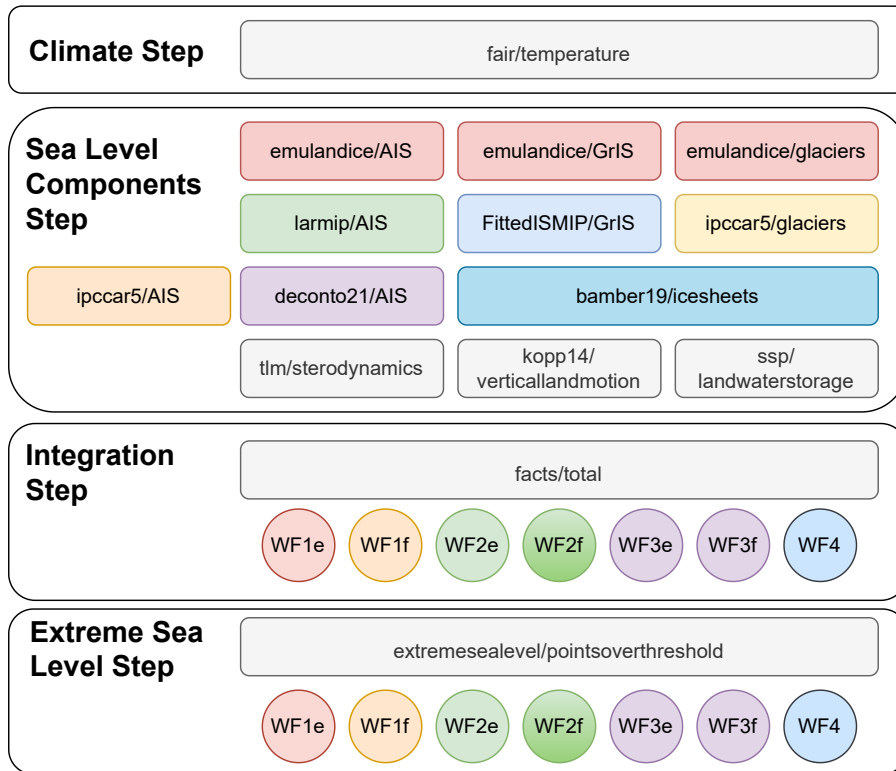 Climate Step
fair/temperature
Sea Level
Components
Step
emulandice/AIS
emulandice/GrIS
emulandice/glaciers
larmip/AIS
FittedISMIP/GrIS
ipccar5/glaciers
ipccar5/AIS
deconto21/AIS
bamber19/icesheets
tlm/sterodynamics
kopp14/
verticallandmotion
ssp/
landwaterstorage
Integration
Step
facts/total
WF1e
WF1f
WF2e
WF2f
WF3e
WF3f
WF4
Extreme Sea
Level Step
extremesealevel/pointsoverthreshold
WF1e
WF1f
WF2e
WF2f
WF3e
WF3f
WF4